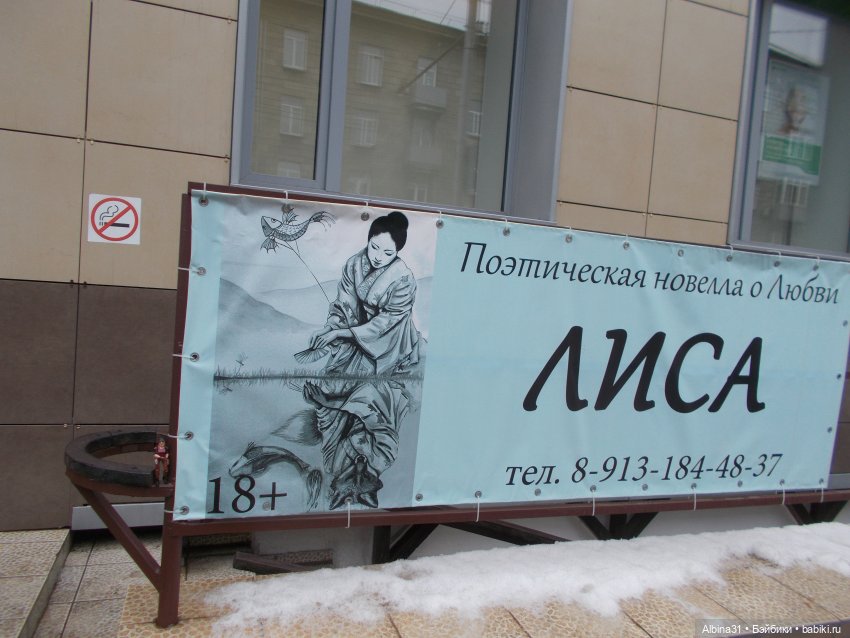 Поэтическая новелла о Любви
ЛИСА
тел. 8-913-184-48-37
18+
Albina31 • Бэйбики • babiki.ru